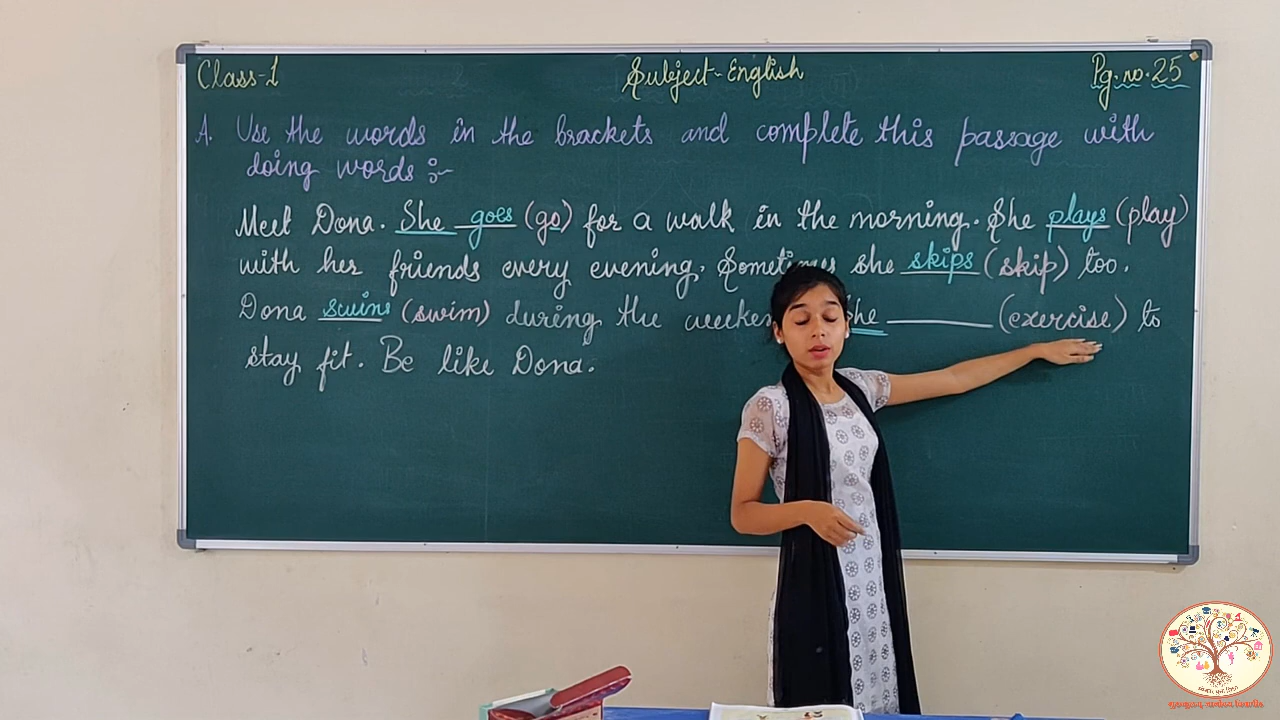 Class-1 Subject-English Pg. no. 25
A. Use the words in the brackets and complete this passage with
doing words :-
Meet Dona. She goes (go) for a walk in the morning. She plays (play)
with her friends every evening. Sometimes she skips (skip) too.
Dona swims (swim) during the weeken she ______ (exercise) to
stay fit. Be like Dona.